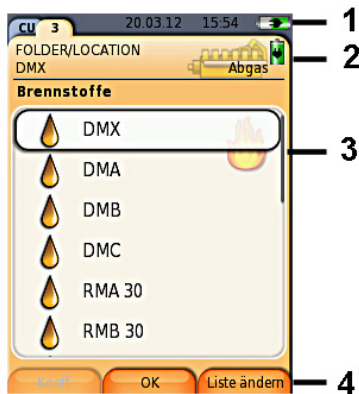 CU 3 20.03.12 15:54 1
FOLDER/LOCATION
DMX Abgas 2
Brennstoffe
DMX
DMA 3
DMB
DMC
RMA 30
RMB 30
Koeff. OK Liste ändern 4